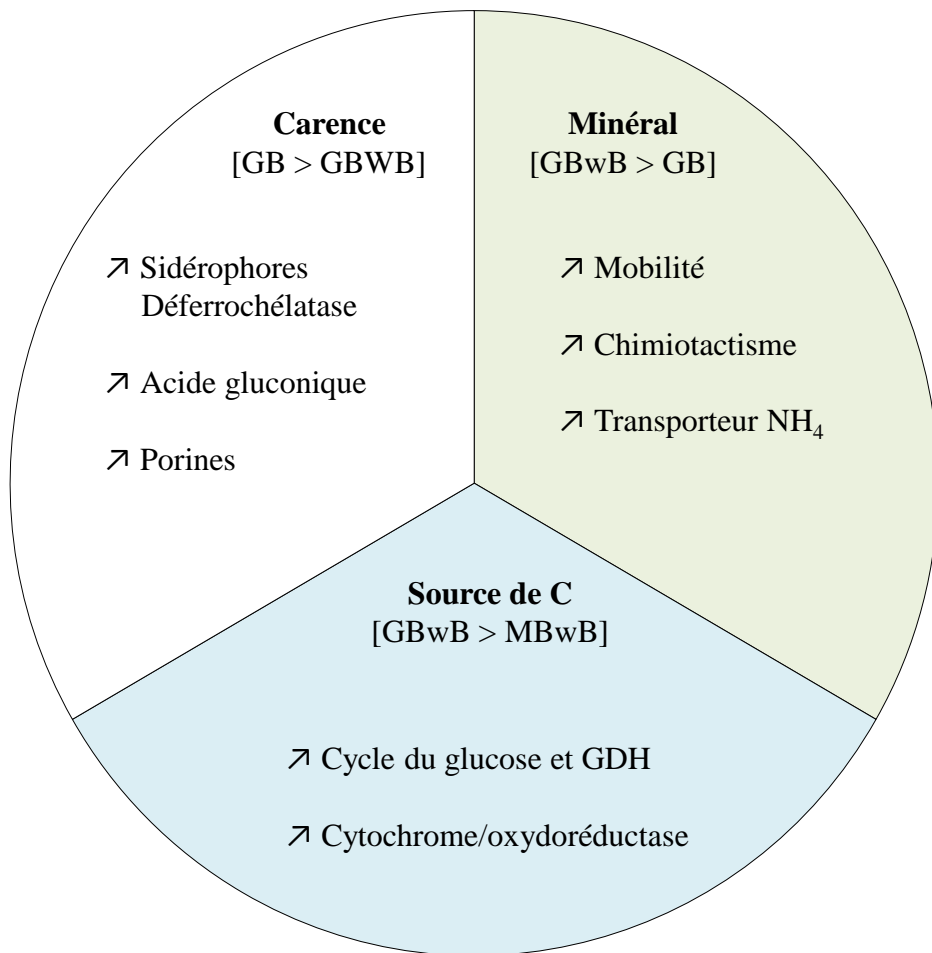 Carence
[GB > GBWB]
↗ Sidérophores
Déferrochélatase
↗ Acide gluconique
↗ Porines
Minéral
[GBwB > GB]
↗ Mobilité
↗ Chimiotactisme
↗ Transporteur NH₄
Source de C
[GBwB > MBwB]
↗ Cycle du glucose et GDH
↗ Cytochrome/oxydoréductase